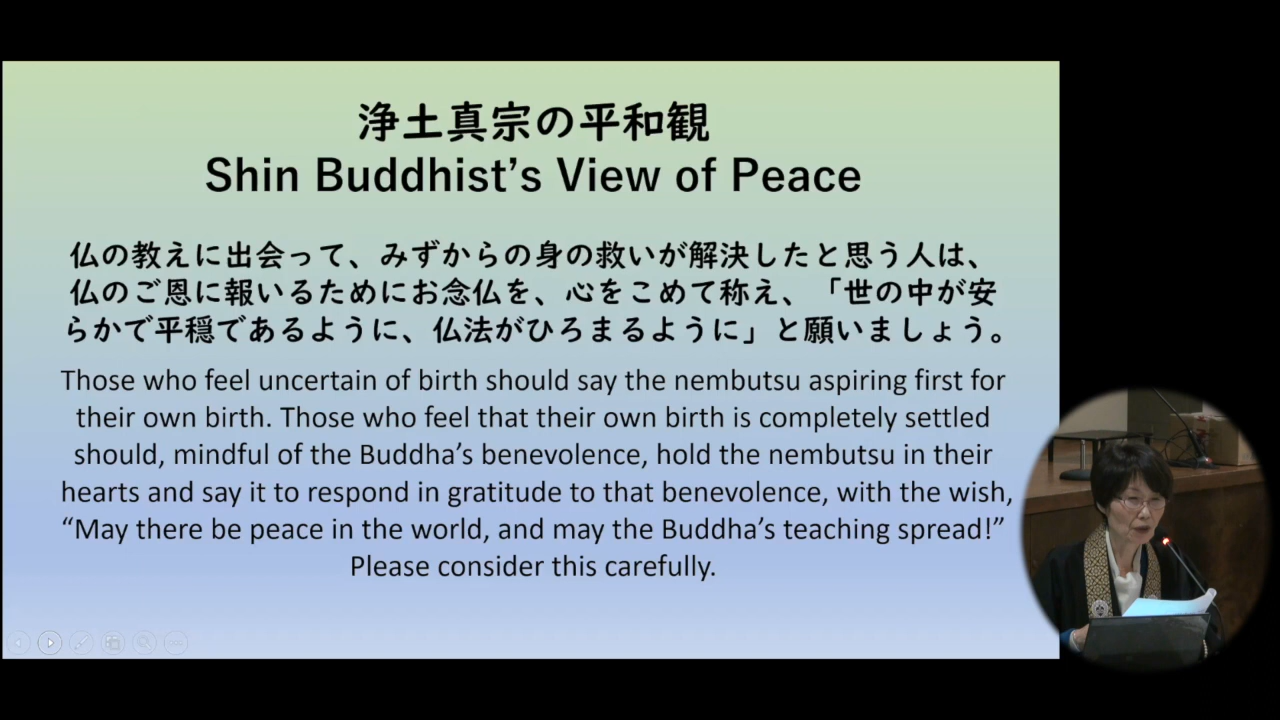 浄土真宗の平和観
Shin Buddhist’s View of Peace
仏の教えに出会って、みずからの身の救いが解決したと思う人は、
仏のご恩に報いるためにお念仏を、心をこめて称え、「世の中が安
らかで平穏であるように、仏法がひろまるように」と願いましょう。
Those who feel uncertain of birth should say the nembutsu aspiring first for
their own birth. Those who feel that their own birth is completely settled
should, mindful of the Buddha’s benevolence, hold the nembutsu in their
hearts and say it to respond in gratitude to that benevolence, with the wish,
“May there be peace in the world, and may the Buddha’s teaching spread!”
Please consider this carefully.